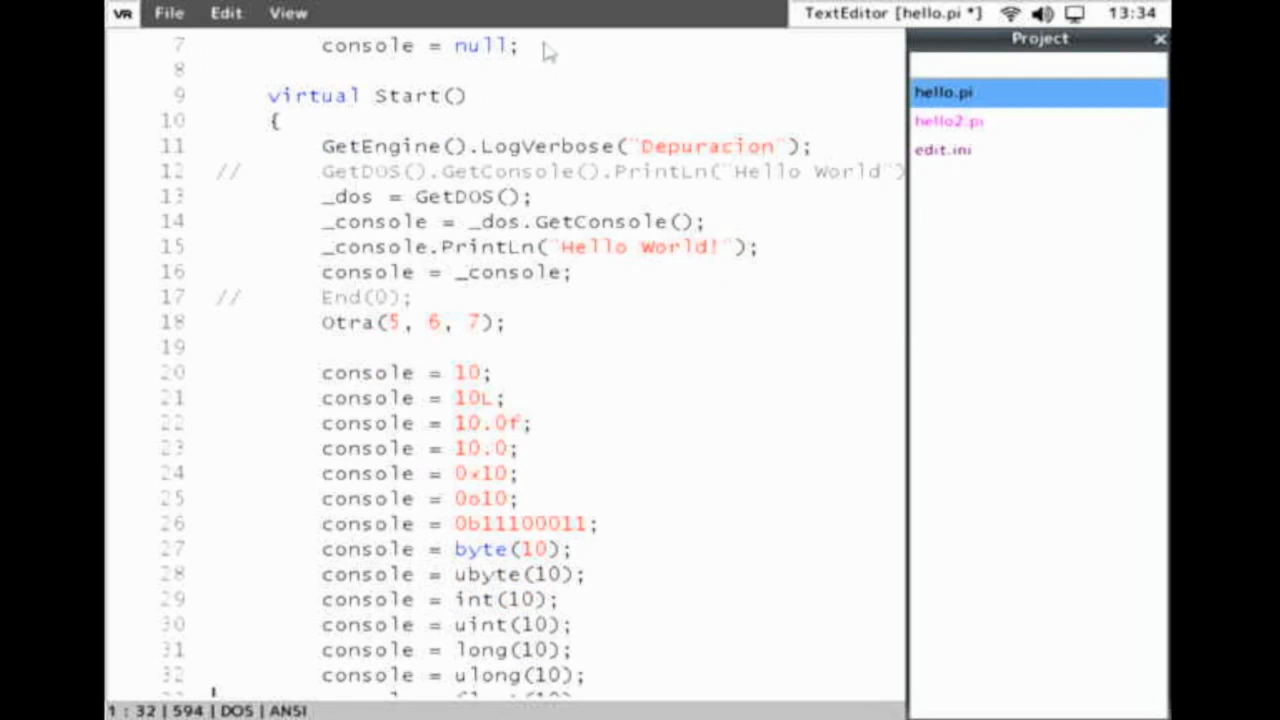 VR File Edit View TextEditor [hello.pi *] 13:34
Project
hello.pi
hello2.pi
edit.ini
7 console = null;
8
9 virtual Start()
10 {
11 GetEngine().LogVerbose("Depuracion");
12 // GetDOS().GetConsole().PrintLn("Hello World")
13 _dos = GetDOS();
14 _console = _dos.GetConsole();
15 _console.PrintLn("Hello World!");
16 console = _console;
17 // End(0);
18 Otra(5, 6, 7);
19
20 console = 10;
21 console = 10L;
22 console = 10.0f;
23 console = 10.0;
24 console = 0x10;
25 console = 0o10;
26 console = 0b11100011;
27 console = byte(10);
28 console = ubyte(10);
29 console = int(10);
30 console = uint(10);
31 console = long(10);
32 console = ulong(10);
1 : 32 | 594 | DOS | ANSI